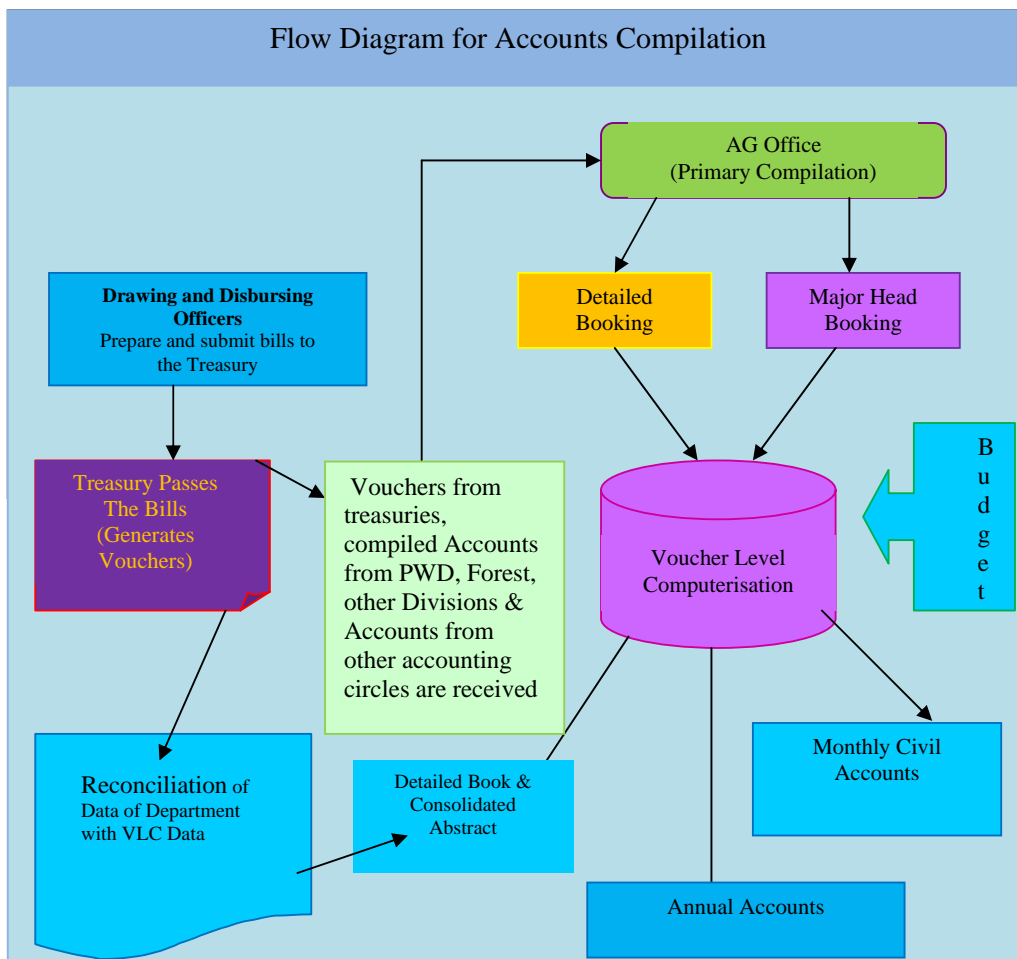 Flow Diagram for Accounts Compilation
AG Office
(Primary Compilation)
Drawing and Disbursing
Officers
Prepare and submit bills to
the Treasury
Detailed
Booking
Major Head
Booking
Treasury Passes
The Bills
(Generates
Vouchers)
Vouchers from
treasuries,
compiled Accounts
from PWD, Forest,
other Divisions &
Accounts from
other accounting
circles are received
Voucher Level
Computerisation
B
u
d
g
e
t
Reconciliation of
Data of Department
with VLC Data
Detailed Book &
Consolidated
Abstract
Monthly Civil
Accounts
Annual Accounts